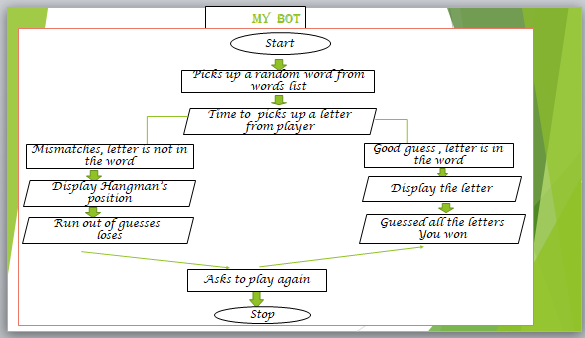 MY BOT
Start
Picks up a random word from
words list
Time to picks up a letter
from player
Mismatches, letter is not in
the word
Good guess , letter is in
the word
Display Hangman's
position
Display the letter
Run out of guesses
loses
Guessed all the letters
You won
Asks to play again
Stop